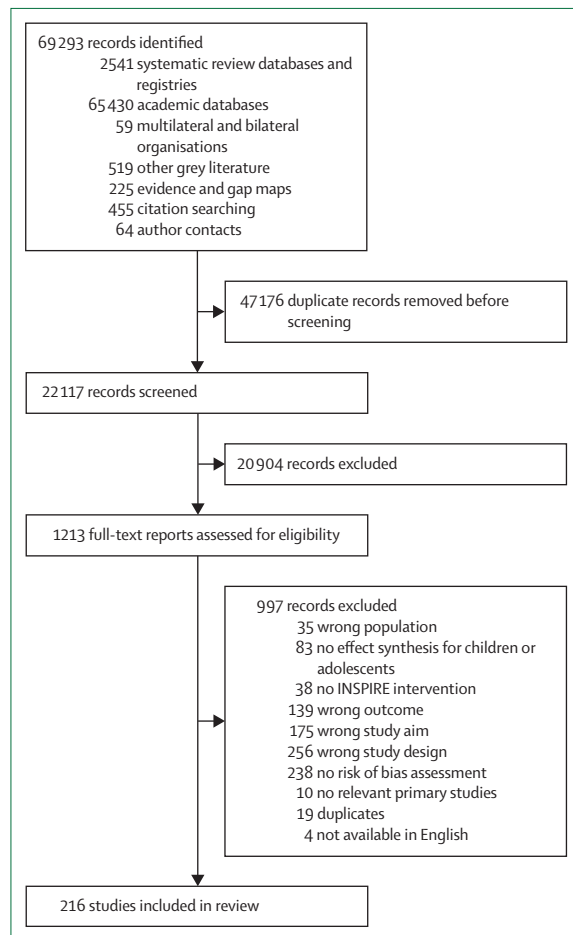 69 293 records identified
2541 systematic review databases and
registries
65 430 academic databases
59 multilateral and bilateral
organisations
519 other grey literature
225 evidence and gap maps
455 citation searching
64 author contacts
47 176 duplicate records removed before
screening
22 117 records screened
20 904 records excluded
1213 full-text reports assessed for eligibility
997 records excluded
35 wrong population
83 no effect synthesis for children or
adolescents
38 no INSPIRE intervention
139 wrong outcome
175 wrong study aim
256 wrong study design
238 no risk of bias assessment
10 no relevant primary studies
19 duplicates
4 not available in English
216 studies included in review